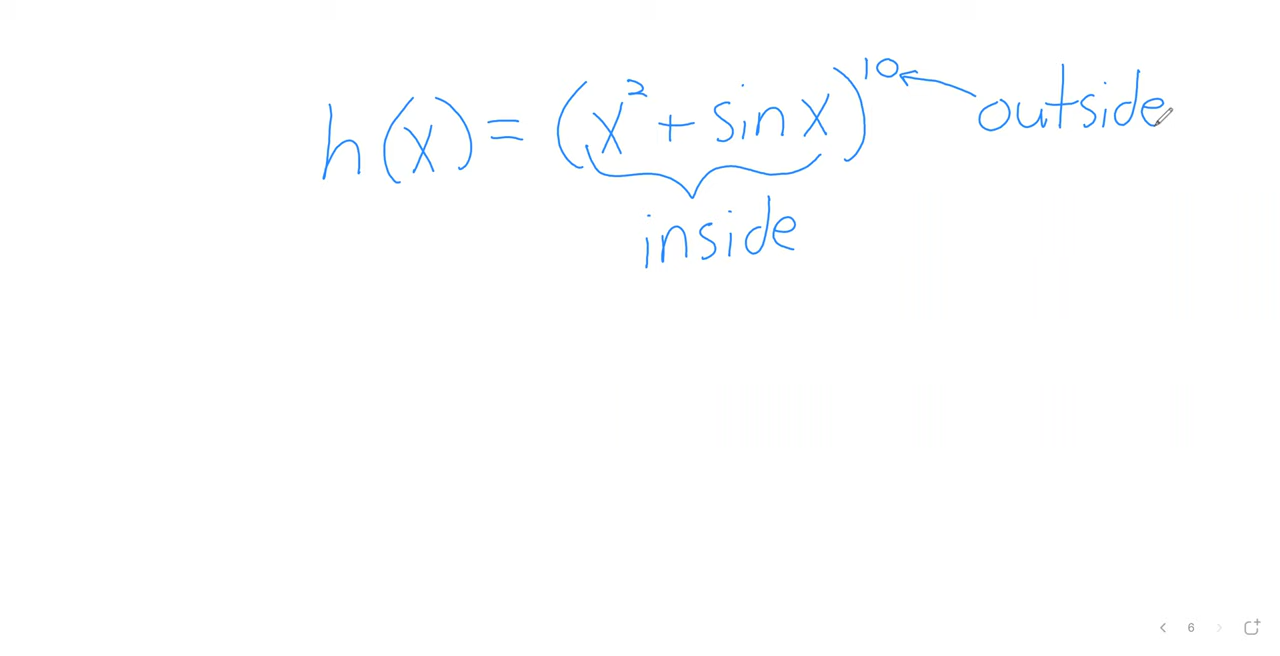 h(x) = (x² + sin x)¹⁰ ← outside
inside
6